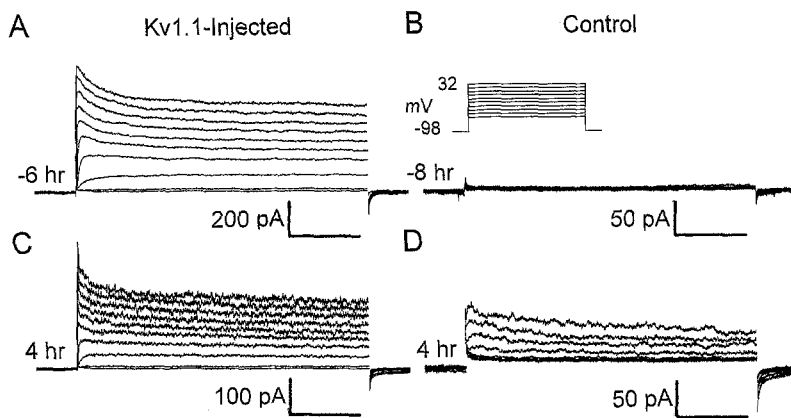 A Kv1.1-Injected
B Control
32
mV
-98
-6 hr
-8 hr
200 pA
50 pA
C
D
4 hr
4 hr
100 pA
50 pA